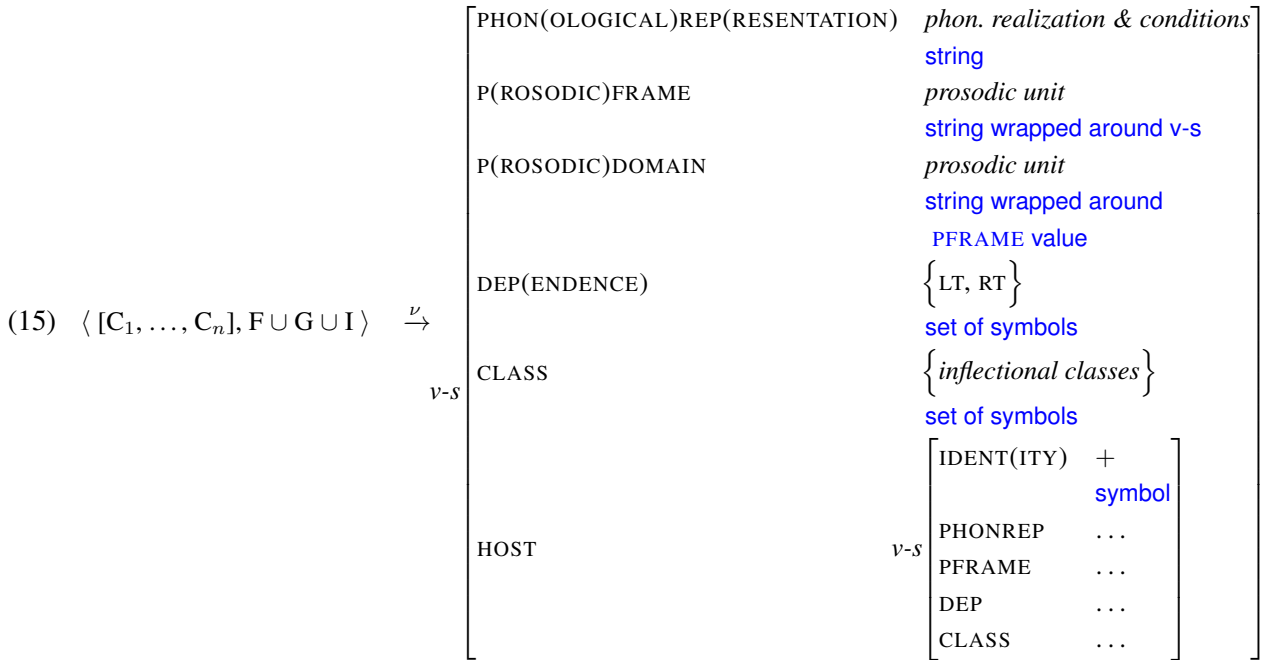 PHON(OLOGICAL)REP(RESENTATION) phon. realization & conditions
string
P(ROSODIC)FRAME prosodic unit
string wrapped around v-s
P(ROSODIC)DOMAIN prosodic unit
string wrapped around
PFRAME value
DEP(ENDENCE) {LT, RT}
(15) ⟨ [C₁, …, Cₙ], F ∪ G ∪ I ⟩ →ν
set of symbols
CLASS {inflectional classes}
v-s
set of symbols
IDENT(ITY) +
symbol
PHONREP …
HOST v-s
PFRAME …
DEP …
CLASS …